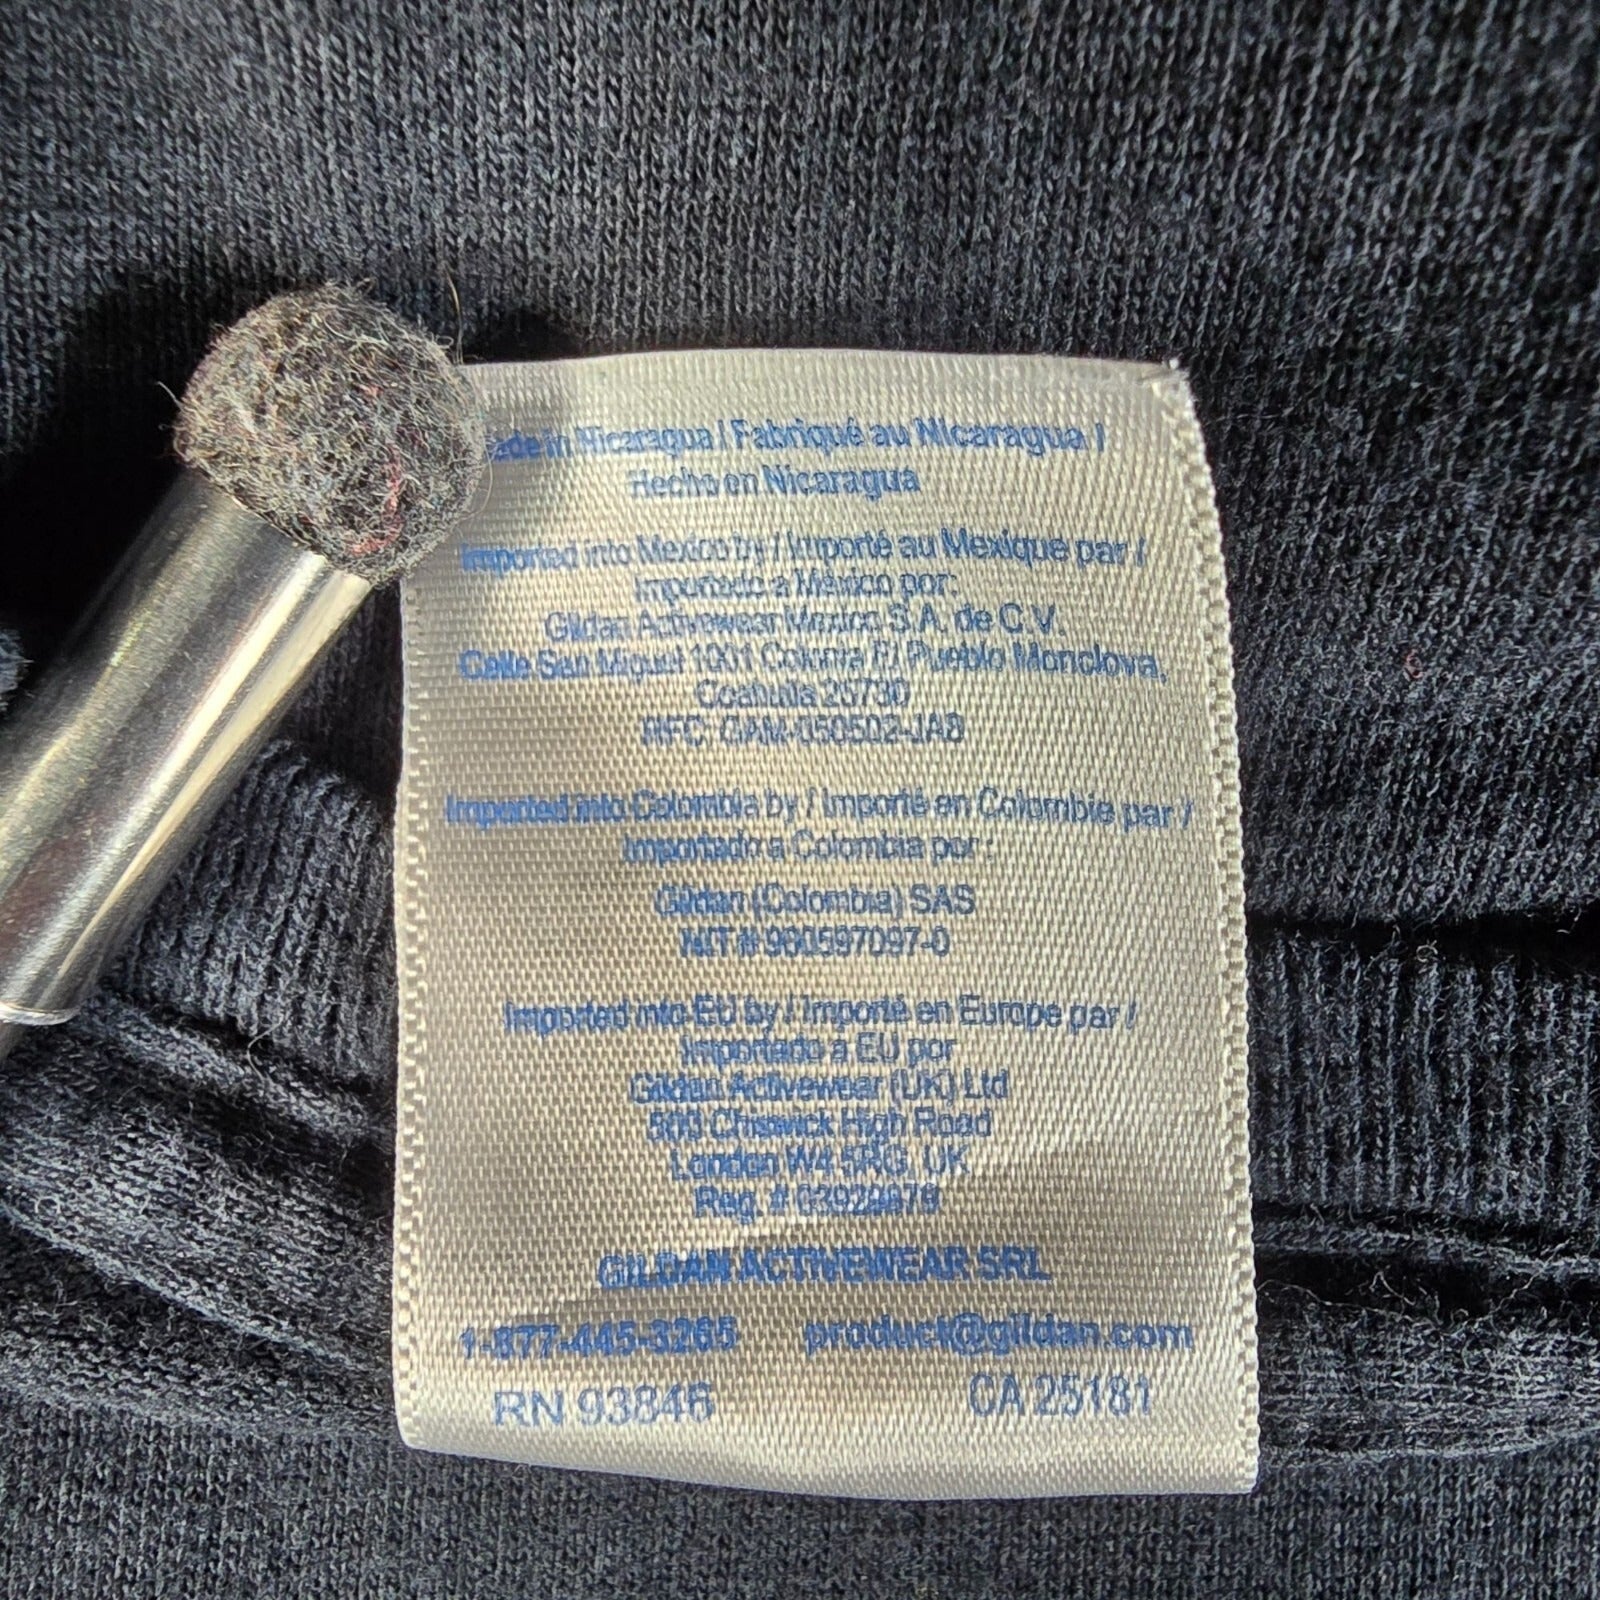 ade in Nicaragua / Fabriqué au Nicaragua /
Hecho en Nicaragua
Imported into Mexico by / Importé au Mexique par /
Importado a México por:
Gildan Activewear Mexico S.A. de C.V.
Calle San Miguel 1001 Colonia El Pueblo Monclova,
Coahuila 25730
RFC: GAM-050502-JA8
Imported into Colombia by / Importé en Colombie par /
Importado a Colombia por:
Gildan (Colombia) SAS
NIT # 900597097-0
Imported into EU by / Importé en Europe par /
Importado a EU por
Gildan Activewear (UK) Ltd
500 Chiswick High Road
London W4 5RG, UK
Reg. #
GILDAN ACTIVEWEAR SRL
1-877-445-3265 product@gildan.com
RN 93846 CA 25181